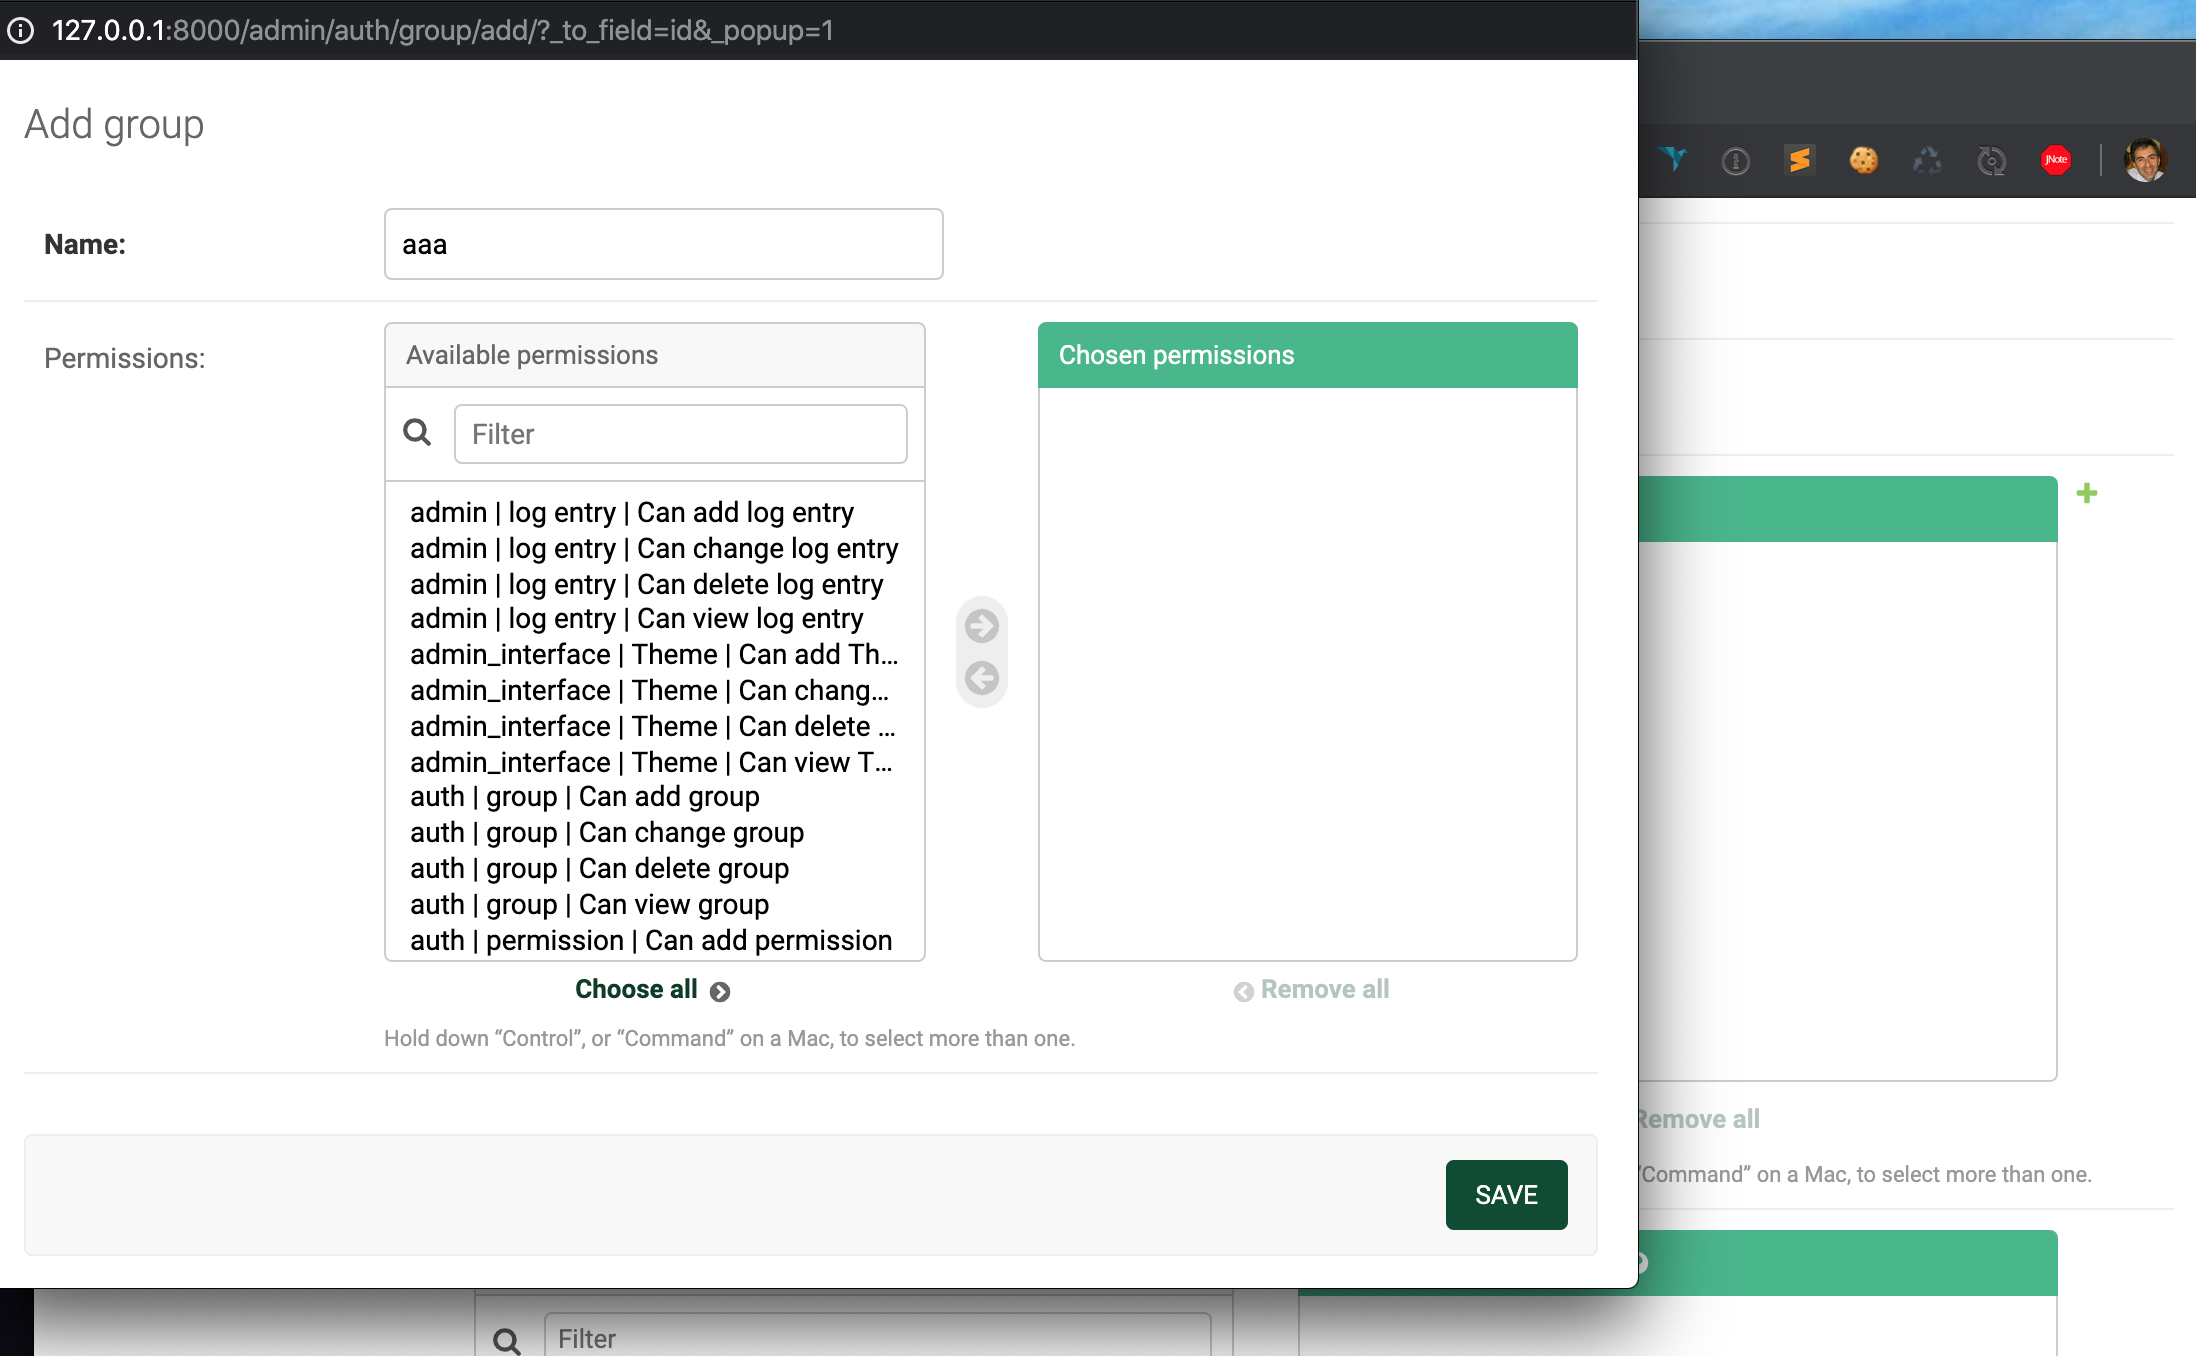 127.0.0.1:8000/admin/auth/group/add/?_to_field=id&_popup=1
Add group
Name:
aaa
Permissions:
Available permissions
Filter
admin | log entry | Can add log entry
admin | log entry | Can change log entry
admin | log entry | Can delete log entry
admin | log entry | Can view log entry
admin_interface | Theme | Can add Th...
admin_interface | Theme | Can chang...
admin_interface | Theme | Can delete ...
admin_interface | Theme | Can view T...
auth | group | Can add group
auth | group | Can change group
auth | group | Can delete group
auth | group | Can view group
auth | permission | Can add permission
Choose all
Chosen permissions
Remove all
Hold down “Control”, or “Command” on a Mac, to select more than one.
SAVE
JNote
Remove all
“Command” on a Mac, to select more than one.
Filter